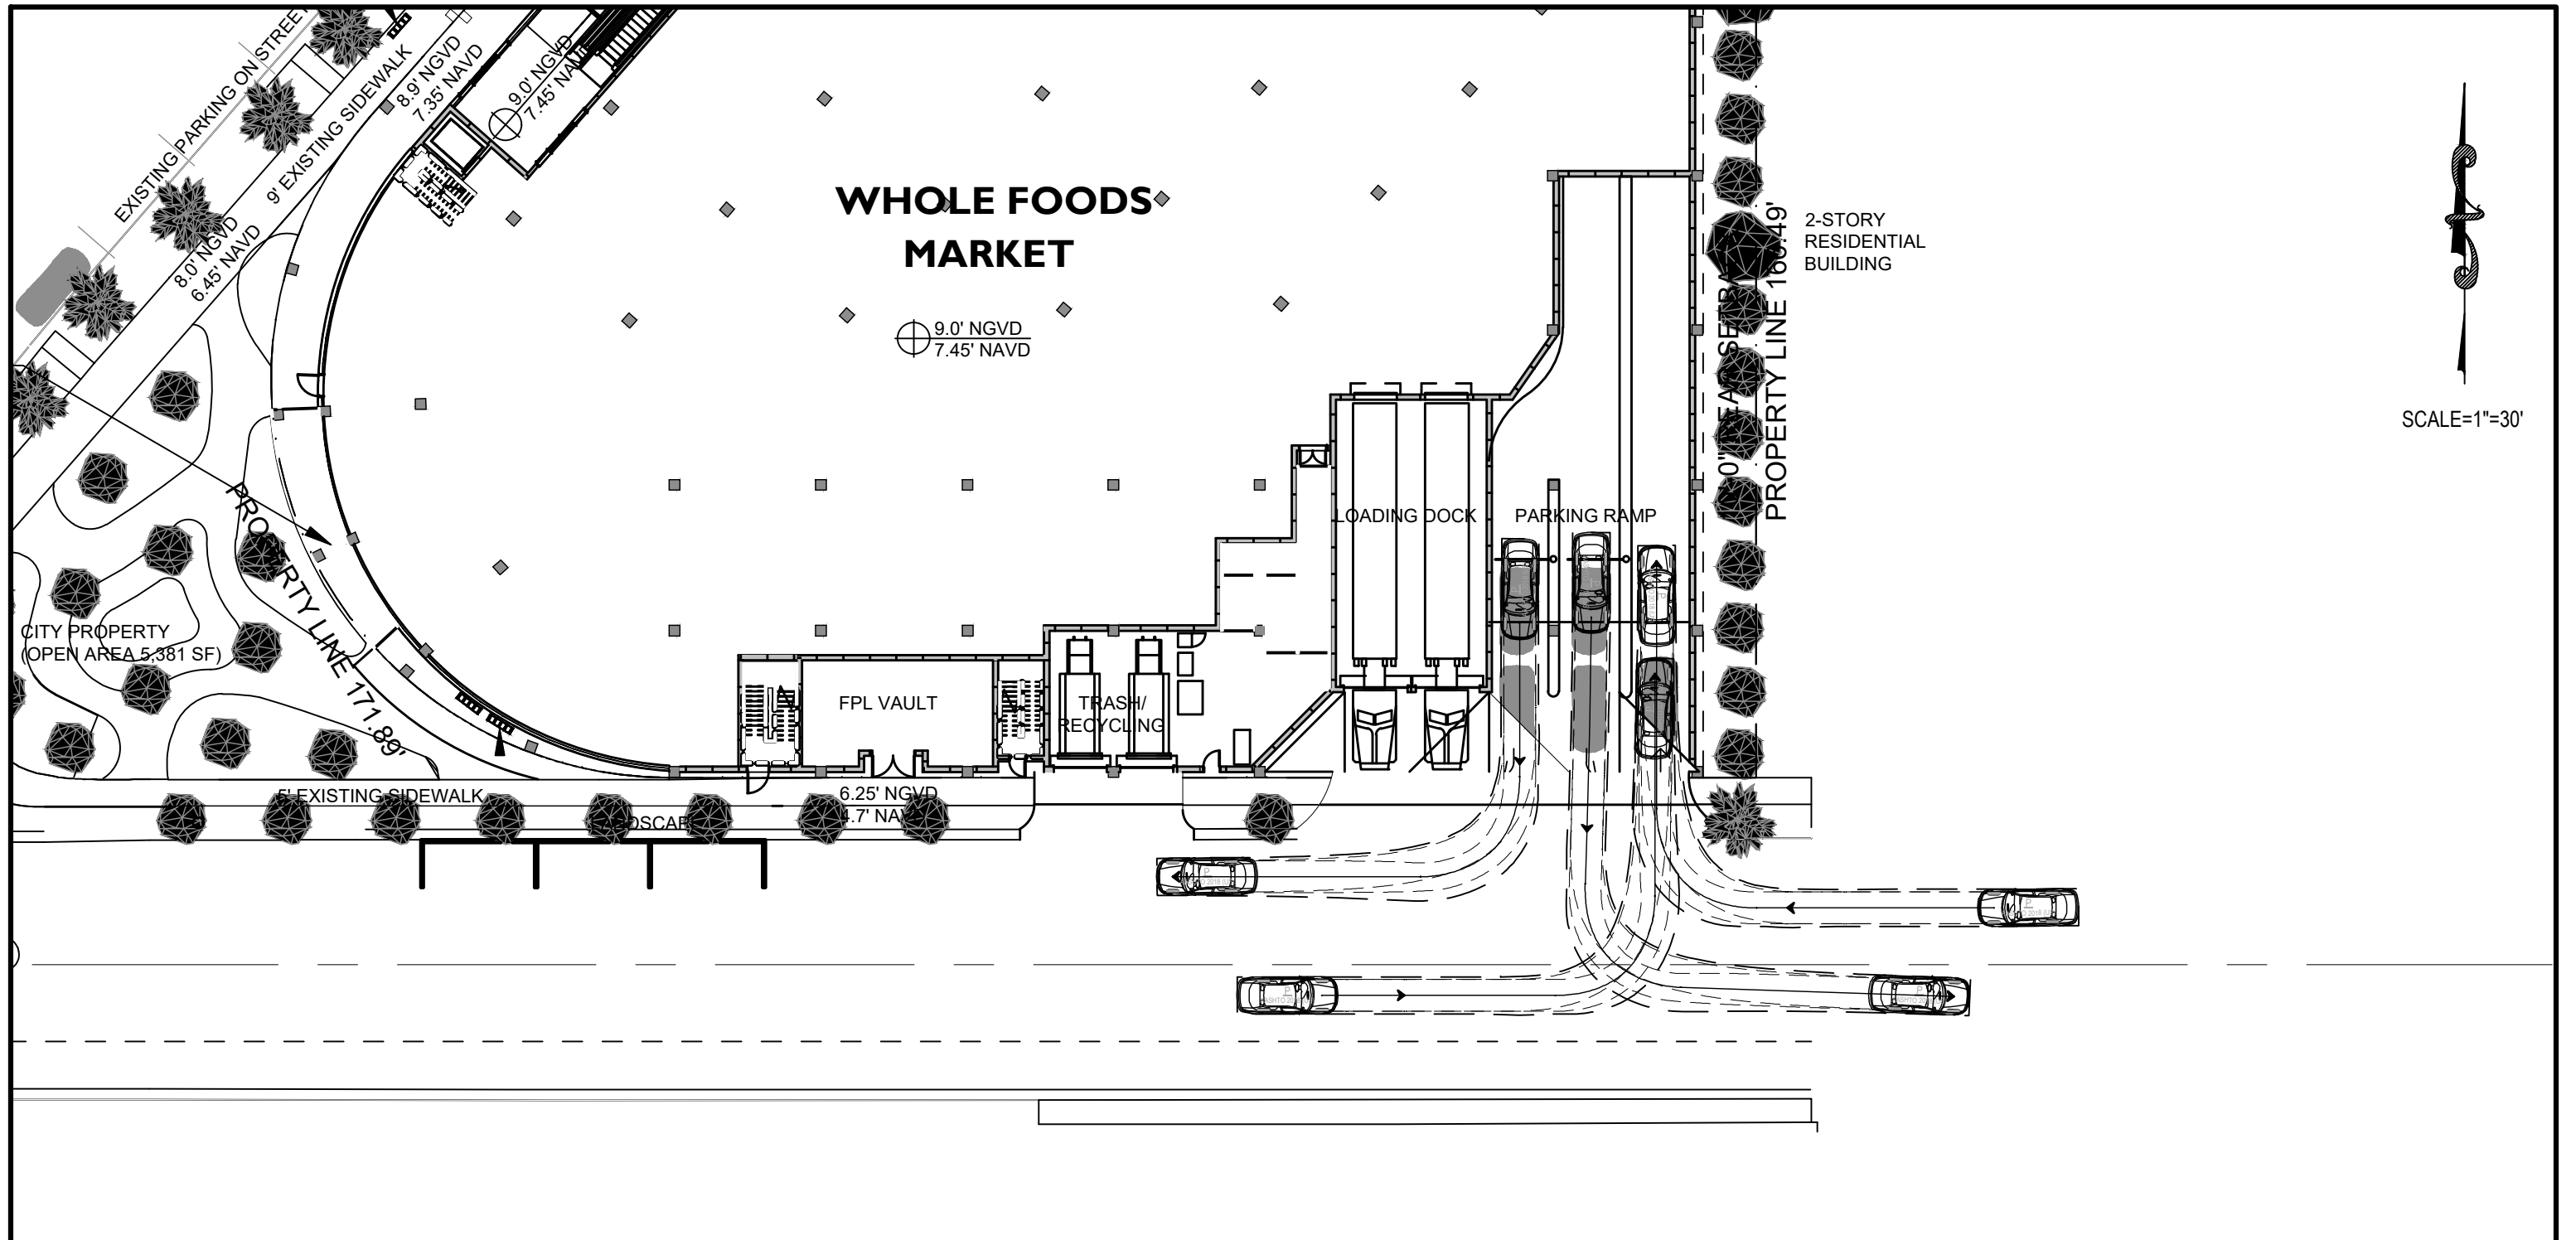 EXISTING PARKING ON STREET
9' EXISTING SIDEWALK
8.9' NGVD
7.35' NAVD
9.0' NGVD
7.45' NAVD
8.0' NGVD
6.45' NAVD
WHOLE FOODS
MARKET
9.0' NGVD
7.45' NAVD
2-STORY
RESIDENTIAL
BUILDING
PROPERTY LINE
SCALE=1"=30'
LOADING DOCK
PARKING RAMP
PROPERTY LINE 171.89'
CITY PROPERTY
(OPEN AREA 5,381 SF)
FPL VAULT
TRASH/
RECYCLING
5' EXISTING SIDEWALK
6.25' NGVD
4.7' NAVD